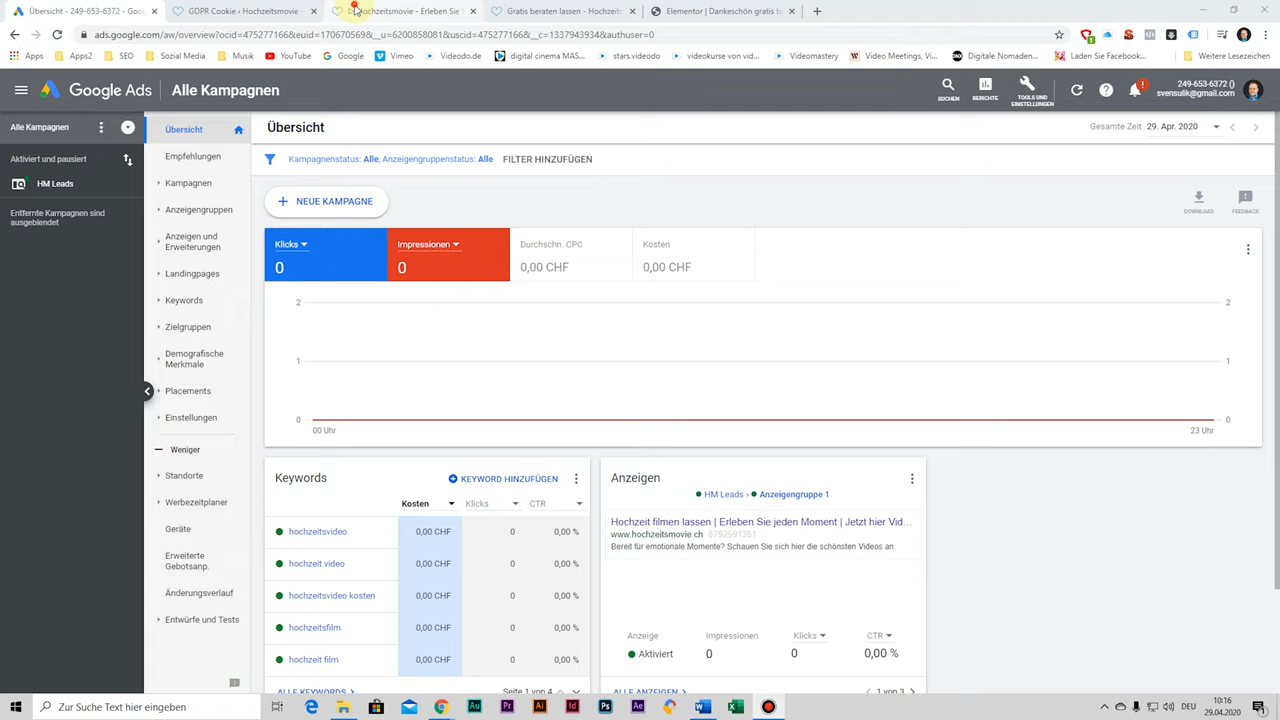 Übersicht - 249-653-6372 - G
GDPR Cookie ‹ Hochzeitsmovie —
Hochzeitsmovie - Erleben Sie
Gratis beraten lassen - Hochzeits
Elementor | Dankeschön gratis be
ads.google.com/aw/overview?ocid=475277166&euid=170670569&__u=6200858081&uscid=475277166&__c=1337943934&authuser=0
Apps
Apps2
SEO
Sozial Media
Musik
YouTube
Google
Vimeo
Videodo.de
digital cinema MAS...
stars.videodo
videokurse von vid...
Videomastery
Video Meetings, Vi...
Digitale Nomaden...
Laden Sie Facebook...
Weitere Lesezeichen
Google Ads
Alle Kampagnen
SUCHEN
BERICHTE
TOOLS UND EINSTELLUNGEN
249-653-6372 ()
svensulik@gmail.com
Alle Kampagnen
Aktiviert und pausiert
HM Leads
Entfernte Kampagnen sind
ausgeblendet
Übersicht
Empfehlungen
Kampagnen
Anzeigengruppen
Anzeigen und
Erweiterungen
Landingpages
Keywords
Zielgruppen
Demografische
Merkmale
Placements
Einstellungen
Weniger
Standorte
Werbezeitplaner
Geräte
Erweiterte
Gebotsanp.
Änderungsverlauf
Entwürfe und Tests
Übersicht
Gesamte Zeit 29. Apr. 2020
Kampagnenstatus: Alle; Anzeigengruppenstatus: Alle FILTER HINZUFÜGEN
NEUE KAMPAGNE
DOWNLOAD
FEEDBACK
Klicks
0
Impressionen
0
Durchschn. CPC
0,00 CHF
Kosten
0,00 CHF
2
2
1
1
0
0
00 Uhr
23 Uhr
Keywords
KEYWORD HINZUFÜGEN
Kosten Klicks CTR
hochzeitsvideo 0,00 CHF 0 0,00 %
hochzeit video 0,00 CHF 0 0,00 %
hochzeitsvideo kosten 0,00 CHF 0 0,00 %
hochzeitsfilm 0,00 CHF 0 0,00 %
hochzeit film 0,00 CHF 0 0,00 %
ALLE KEYWORDS
Seite 1 von 4
Anzeigen
HM Leads › Anzeigengruppe 1
Hochzeit filmen lassen | Erleben Sie jeden Moment | Jetzt hier Vid…
www.hochzeitsmovie.ch 0792591351
Bereit für emotionale Momente? Schauen Sie sich hier die schönsten Videos an.
Anzeige Impressionen Klicks CTR
Aktiviert 0 0 0,00 %
ALLE ANZEIGEN
1 von 3
Zur Suche Text hier eingeben
DEU
10:16
29.04.2020